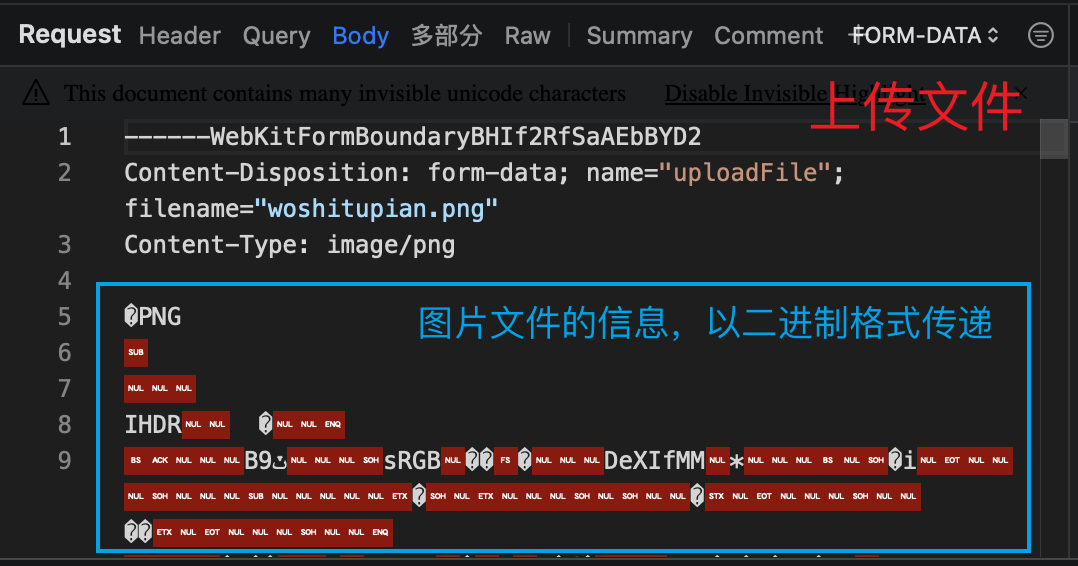 Request Header Query Body 多部分 Raw Summary Comment FORM-DATA
This document contains many invisible unicode characters Disable Invisible Highlight ×
上传文件
1 ------WebKitFormBoundaryBHIf2RfSaAEbBYD2
2 Content-Disposition: form-data; name="uploadFile";
filename="woshitupian.png"
3 Content-Type: image/png
4
5 �PNG
图片文件的信息，以二进制格式传递
6 SUB
7 NUL NUL NUL
8 IHDR NUL NUL � NUL NUL ENQ
9 BS ACK NUL NUL NUL B9ݖ NUL NUL NUL SOH sRGB NUL �� FS � NUL NUL NUL DeXIfMM NUL * NUL NUL NUL BS NUL SOH �i NUL EOT NUL NUL
NUL SOH NUL NUL NUL SUB NUL NUL NUL NUL NUL ETX � SOH NUL ETX NUL NUL NUL SOH NUL SOH NUL NUL � STX NUL EOT NUL NUL NUL SOH NUL NUL
�� ETX NUL EOT NUL NUL NUL SOH NUL NUL ENQ